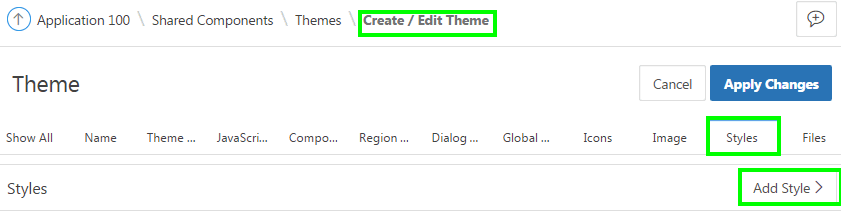 Application 100 \ Shared Components \ Themes \ Create / Edit Theme
Theme
Cancel
Apply Changes
Show All Name Theme ... JavaScri... Compo... Region ... Dialog ... Global ... Icons Image Styles Files
Styles
Add Style >